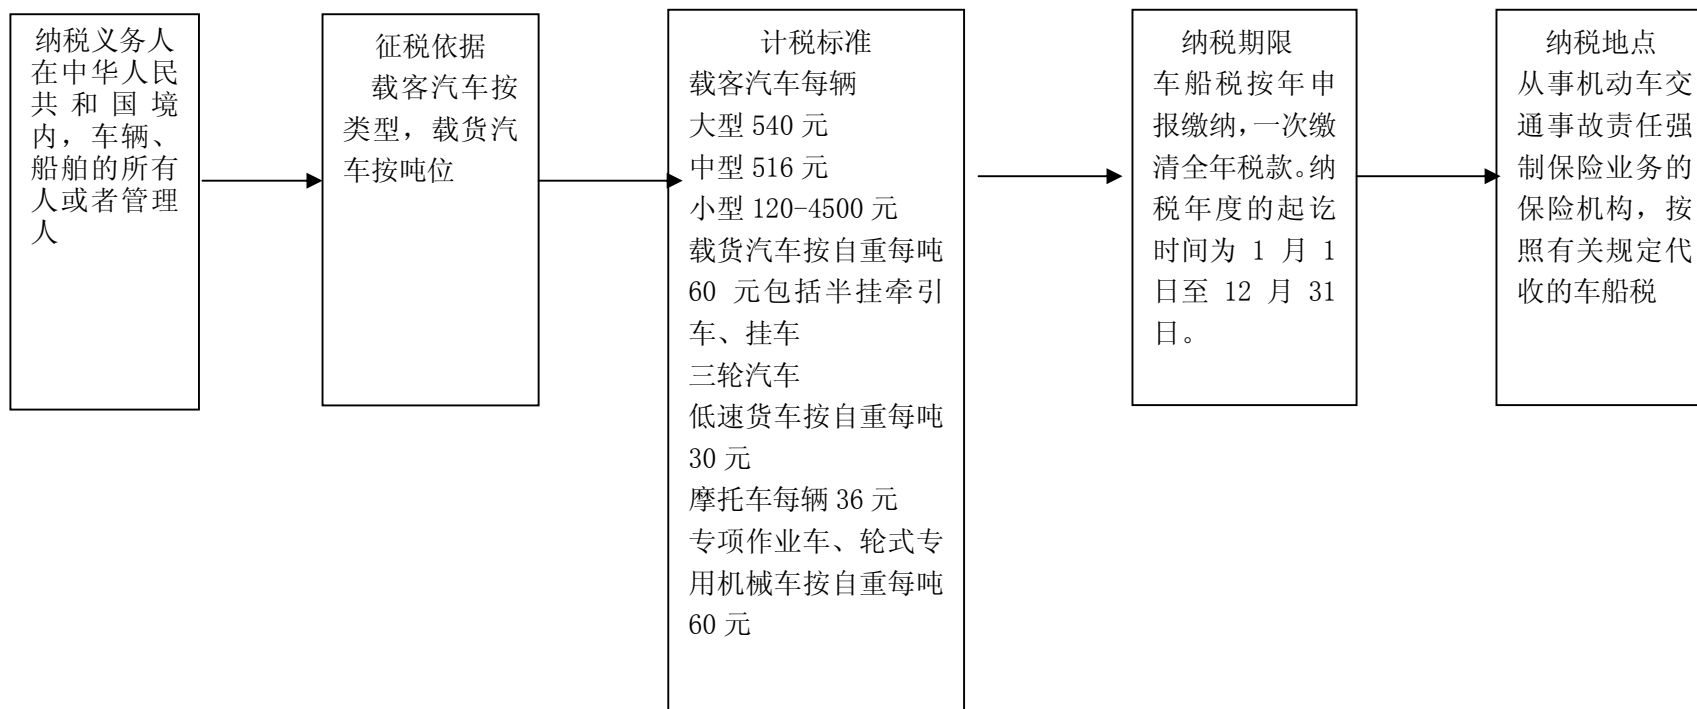 纳税义务人
在中华人民
共和国境
内，车辆、
船舶的所有
人或者管理
人
征税依据
载客汽车按
类型，载货汽
车按吨位
计税标准
载客汽车每辆
大型 540 元
中型 516 元
小型 120-4500 元
载货汽车按自重每吨
60 元包括半挂牵引
车、挂车
三轮汽车
低速货车按自重每吨
30 元
摩托车每辆 36 元
专项作业车、轮式专
用机械车按自重每吨
60 元
纳税期限
车船税按年申
报缴纳，一次缴
清全年税款。纳
税年度的起讫
时间为 1 月 1
日至 12 月 31
日。
纳税地点
从事机动车交
通事故责任强
制保险业务的
保险机构，按
照有关规定代
收的车船税